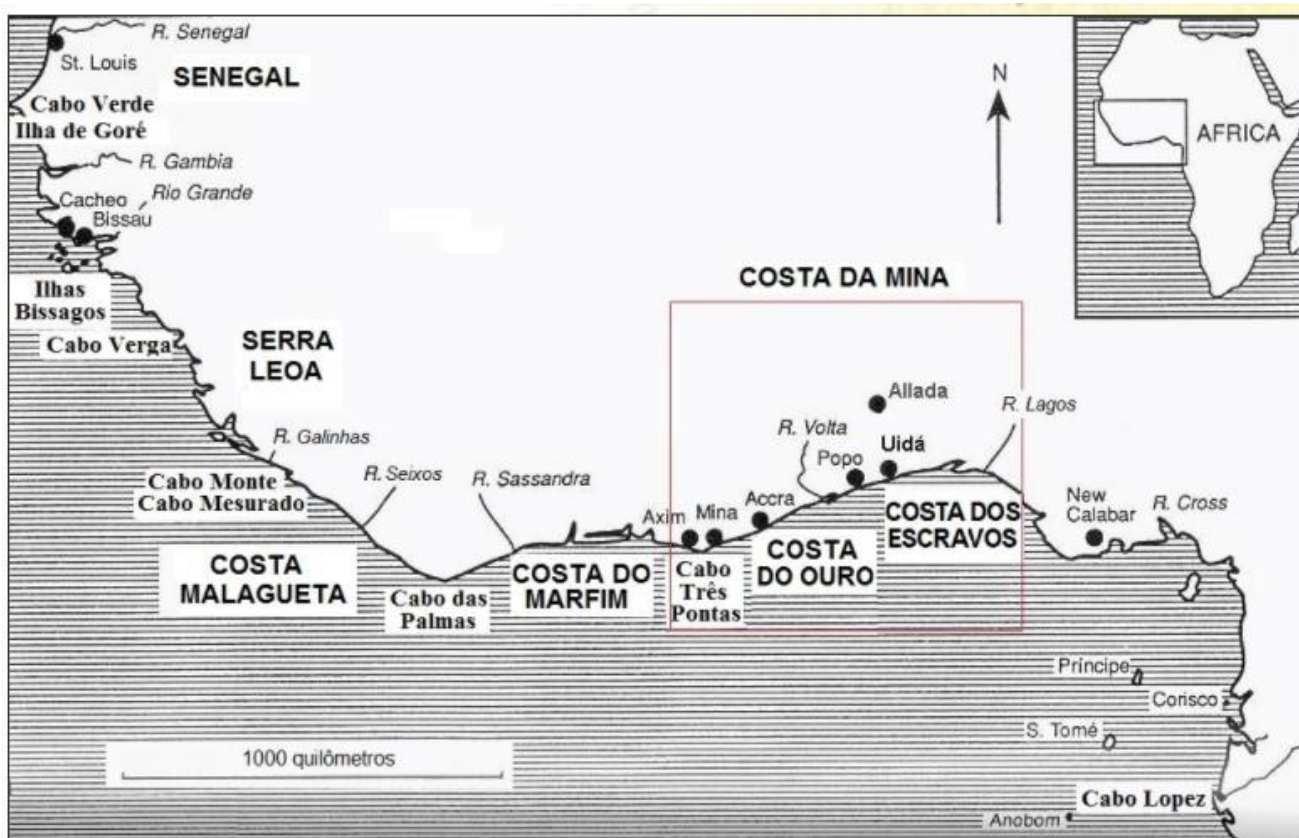 R. Senegal
St. Louis
SENEGAL
Cabo Verde
Ilha de Goré
R. Gambia
Rio Grande
Cacheo
Bissau
Ilhas
Bissagos
Cabo Verga
SERRA
LEOA
R. Galinhas
Cabo Monte
Cabo Mesurado
R. Seixos
COSTA
MALAGUETA
Cabo das
Palmas
R. Sassandra
COSTA DO
MARFIM
N
AFRICA
COSTA DA MINA
Allada
R. Lagos
R. Volta
Uidá
Popo
Accra
Axim
Mina
Cabo
Três
Pontas
COSTA
DO OURO
COSTA DOS
ESCRAVOS
New
Calabar
R. Cross
Príncipe
Corisco
S. Tomé
Cabo Lopez
Anobom
1000 quilômetros